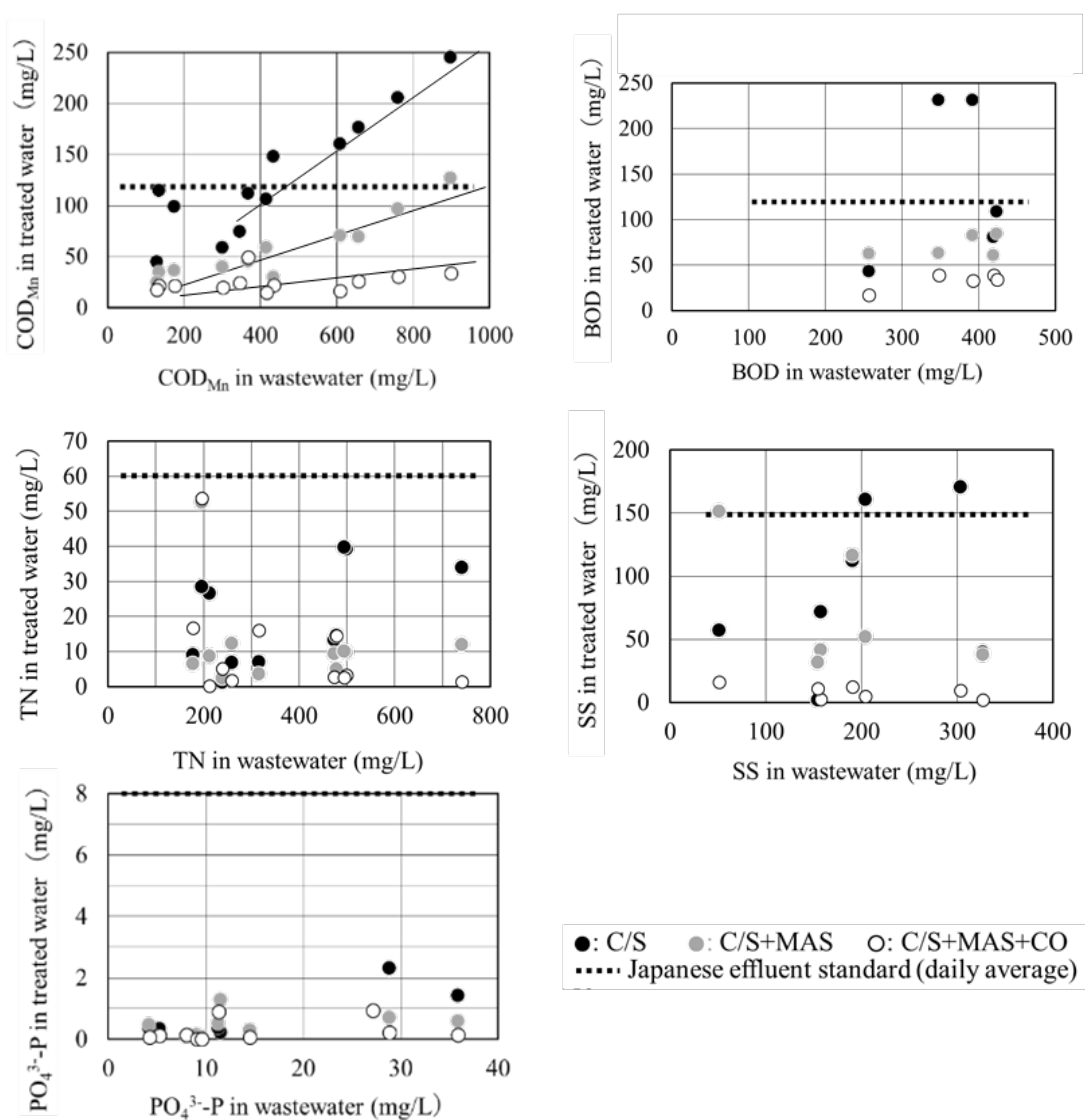 250
200
150
100
50
0
0 200 400 600 800 1000
COD_Mn in treated water (mg/L)
COD_Mn in wastewater (mg/L)
250
200
150
100
50
0
0 100 200 300 400 500
BOD in treated water (mg/L)
BOD in wastewater (mg/L)
70
60
50
40
30
20
10
0
0 200 400 600 800
TN in treated water (mg/L)
TN in wastewater (mg/L)
200
150
100
50
0
0 100 200 300 400
SS in treated water (mg/L)
SS in wastewater (mg/L)
8
6
4
2
0
0 10 20 30 40
PO₄³⁻-P in treated water (mg/L)
PO₄³⁻-P in wastewater (mg/L)
●: C/S ●: C/S+MAS ○: C/S+MAS+CO
Japanese effluent standard (daily average)